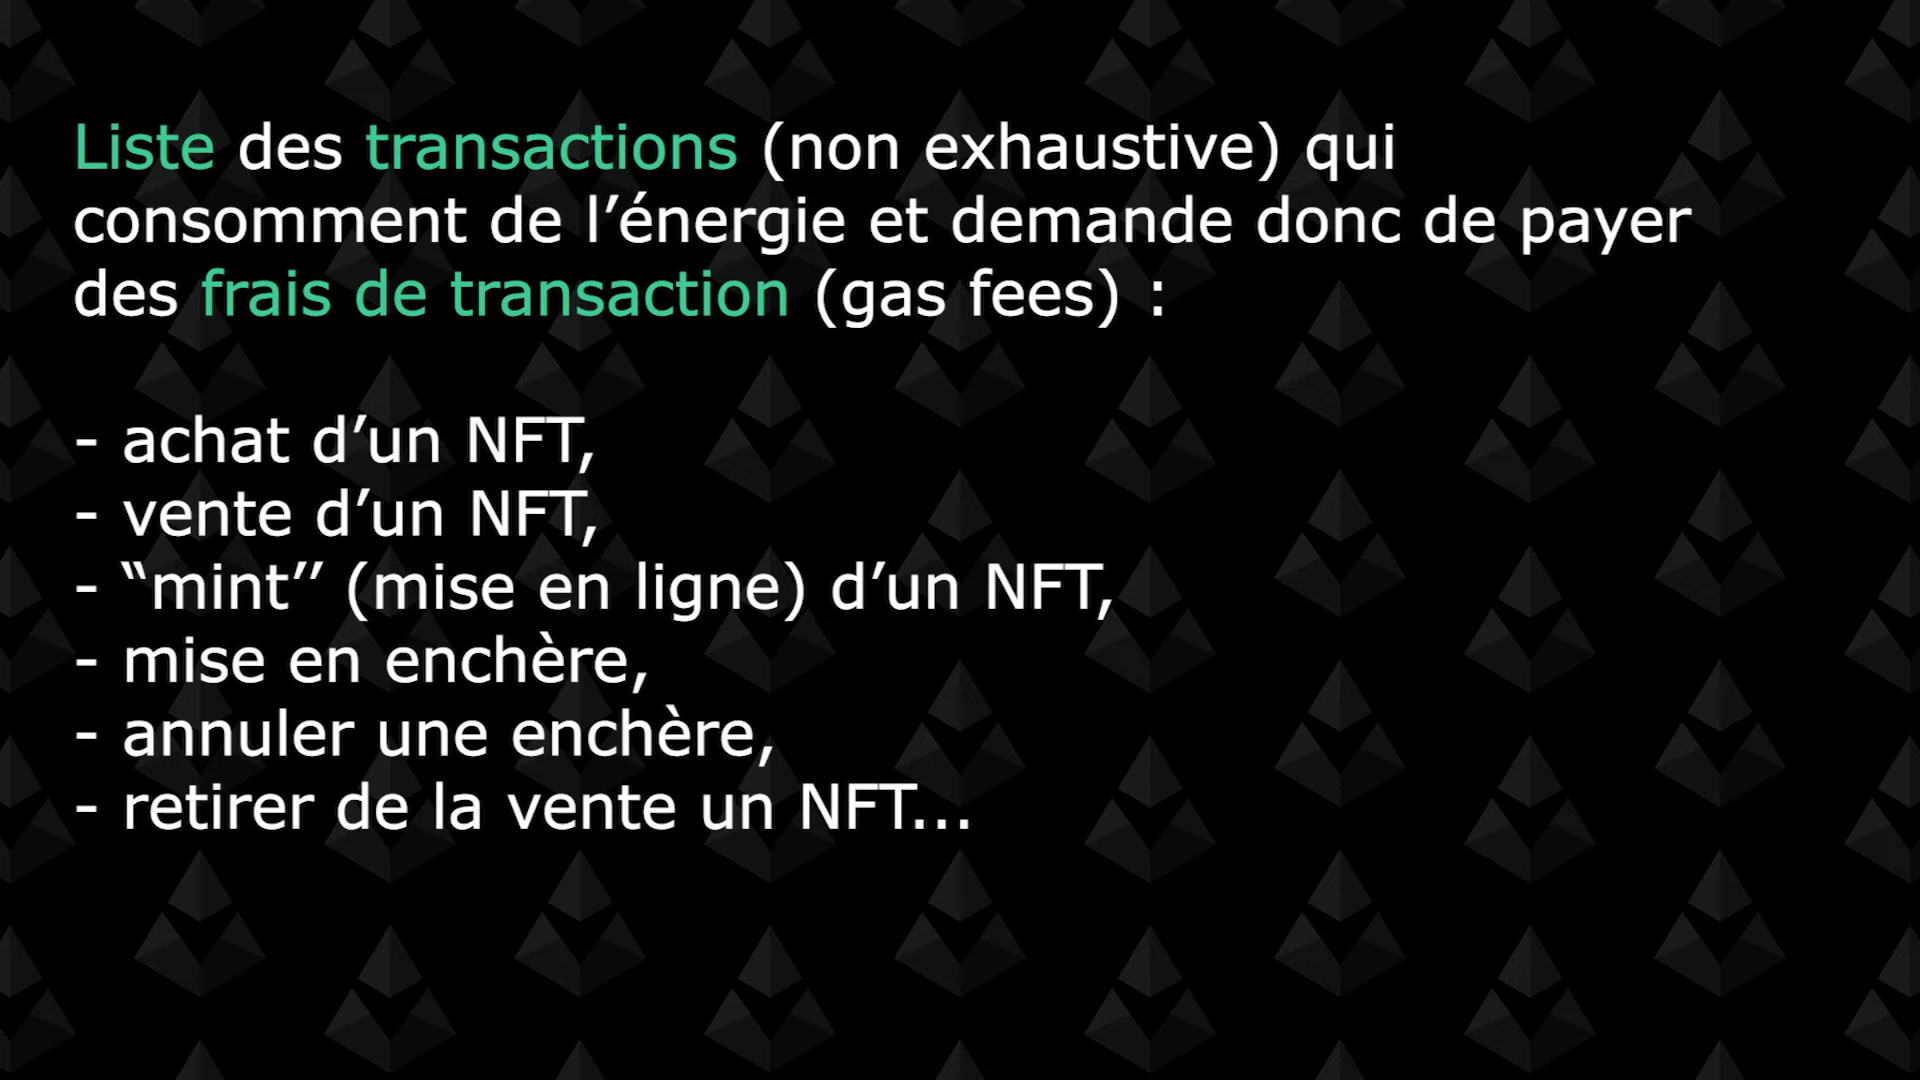 Liste des transactions (non exhaustive) qui
consomment de l’énergie et demande donc de payer
des frais de transaction (gas fees) :
- achat d’un NFT,
- vente d’un NFT,
- “mint’’ (mise en ligne) d’un NFT,
- mise en enchère,
- annuler une enchère,
- retirer de la vente un NFT...